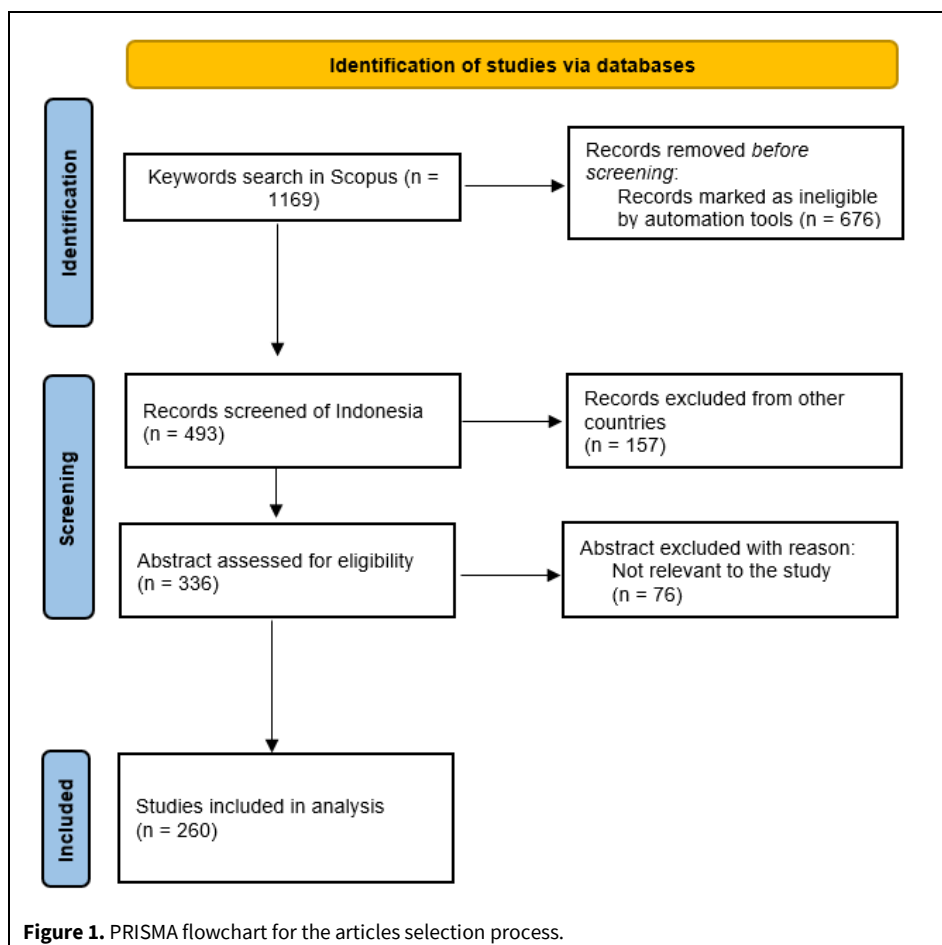 Identification of studies via databases
Identification
Keywords search in Scopus (n =
1169)
Records removed before
screening:
Records marked as ineligible
by automation tools (n = 676)
Screening
Records screened of Indonesia
(n = 493)
Records excluded from other
countries
(n = 157)
Abstract assessed for eligibility
(n = 336)
Abstract excluded with reason:
Not relevant to the study
(n = 76)
Included
Studies included in analysis
(n = 260)
Figure 1. PRISMA flowchart for the articles selection process.